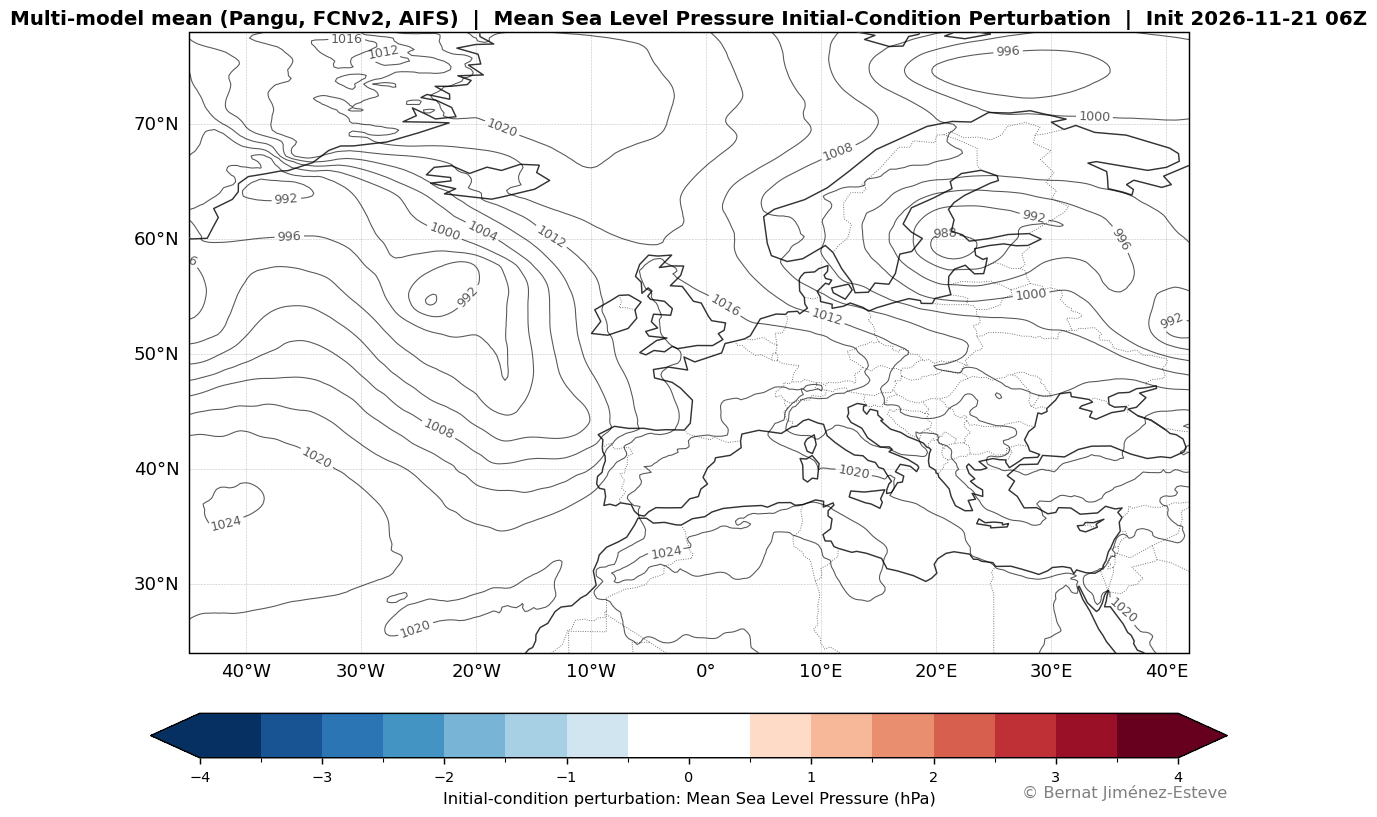 Multi-model mean (Pangu, FCNv2, AIFS)  |  Mean Sea Level Pressure Initial-Condition Perturbation  |  Init 2026-11-21 06Z
1016
1012
996
70°N
1020
1000
1008
992
1000
1004
1012
992
60°N
996
988
996
6
992
1016
1000
1012
992
50°N
1008
1020
40°N
1020
1024
1024
30°N
1020
1020
40°W 30°W 20°W 10°W 0° 10°E 20°E 30°E 40°E
−4 −3 −2 −1 0 1 2 3 4
Initial-condition perturbation: Mean Sea Level Pressure (hPa)
© Bernat Jiménez-Esteve